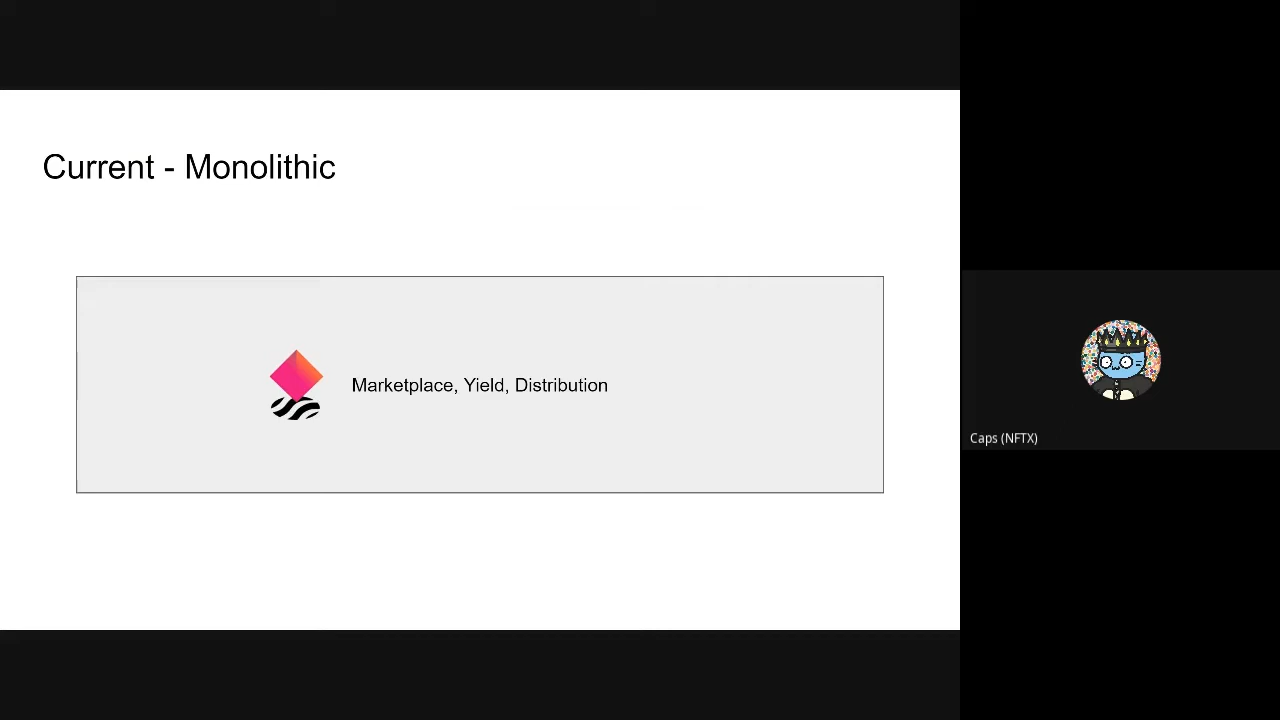 Current - Monolithic
Marketplace, Yield, Distribution
Caps (NFTX)